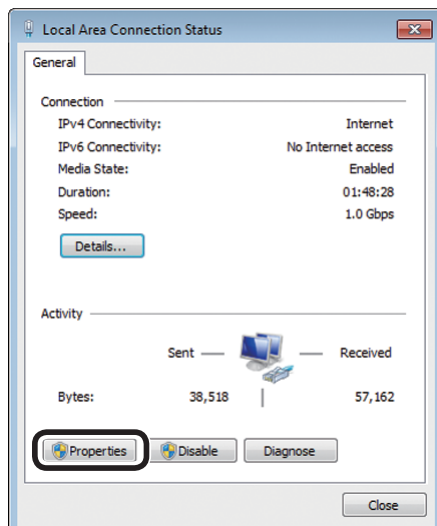 Local Area Connection Status
General
Connection
IPv4 Connectivity: Internet
IPv6 Connectivity: No Internet access
Media State: Enabled
Duration: 01:48:28
Speed: 1.0 Gbps
Details...
Activity
Sent — — Received
Bytes: 38,518 | 57,162
Properties Disable Diagnose
Close